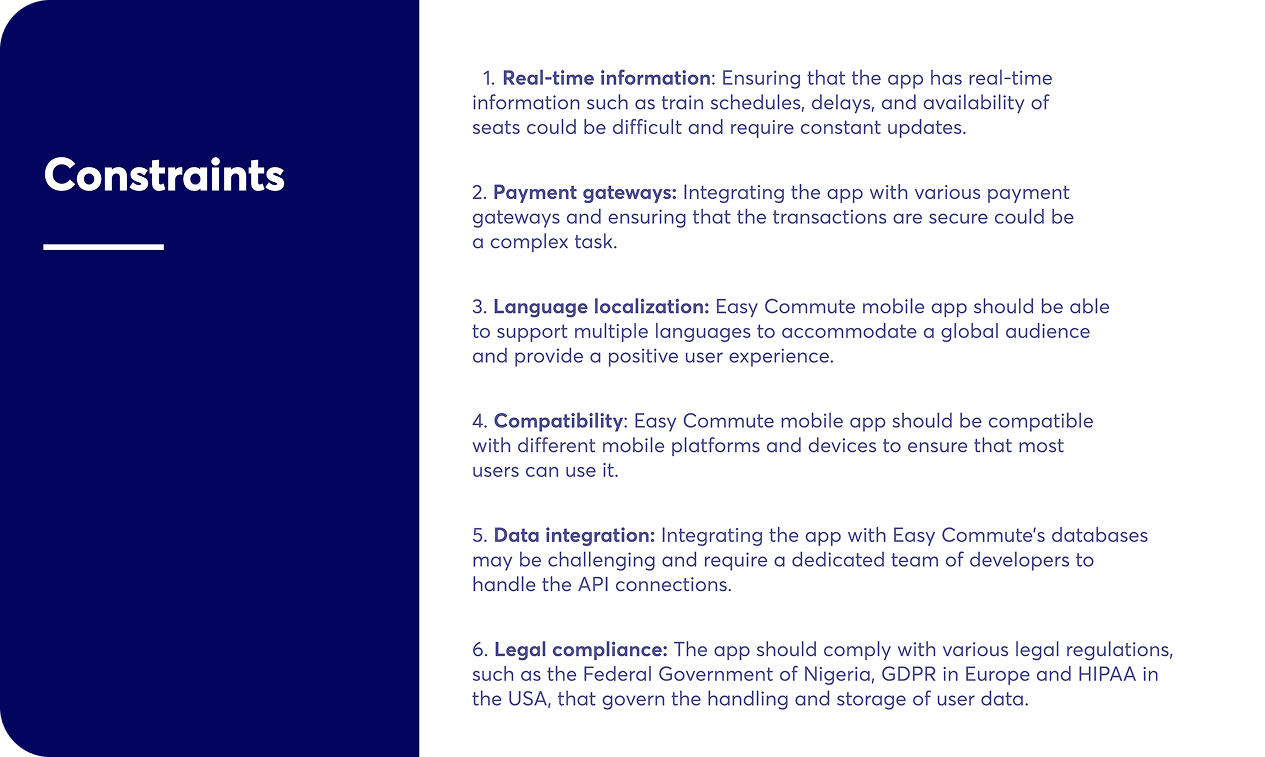 Constraints
1. Real-time information: Ensuring that the app has real-time
information such as train schedules, delays, and availability of
seats could be difficult and require constant updates.
2. Payment gateways: Integrating the app with various payment
gateways and ensuring that the transactions are secure could be
a complex task.
3. Language localization: Easy Commute mobile app should be able
to support multiple languages to accommodate a global audience
and provide a positive user experience.
4. Compatibility: Easy Commute mobile app should be compatible
with different mobile platforms and devices to ensure that most
users can use it.
5. Data integration: Integrating the app with Easy Commute's databases
may be challenging and require a dedicated team of developers to
handle the API connections.
6. Legal compliance: The app should comply with various legal regulations,
such as the Federal Government of Nigeria, GDPR in Europe and HIPAA in
the USA, that govern the handling and storage of user data.